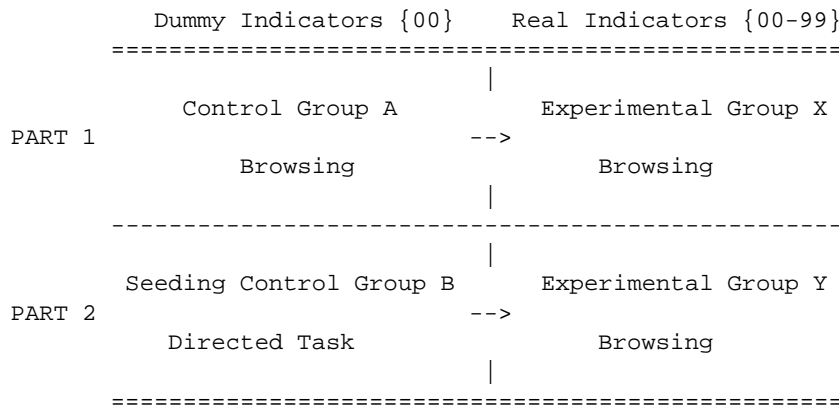 Dummy Indicators {00}    Real Indicators {00-99}
==================================================
|
Control Group A          Experimental Group X
PART 1                          -->
Browsing                 Browsing
|
--------------------------------------------------
|
Seeding Control Group B      Experimental Group Y
PART 2                          -->
Directed Task                Browsing
|
==================================================